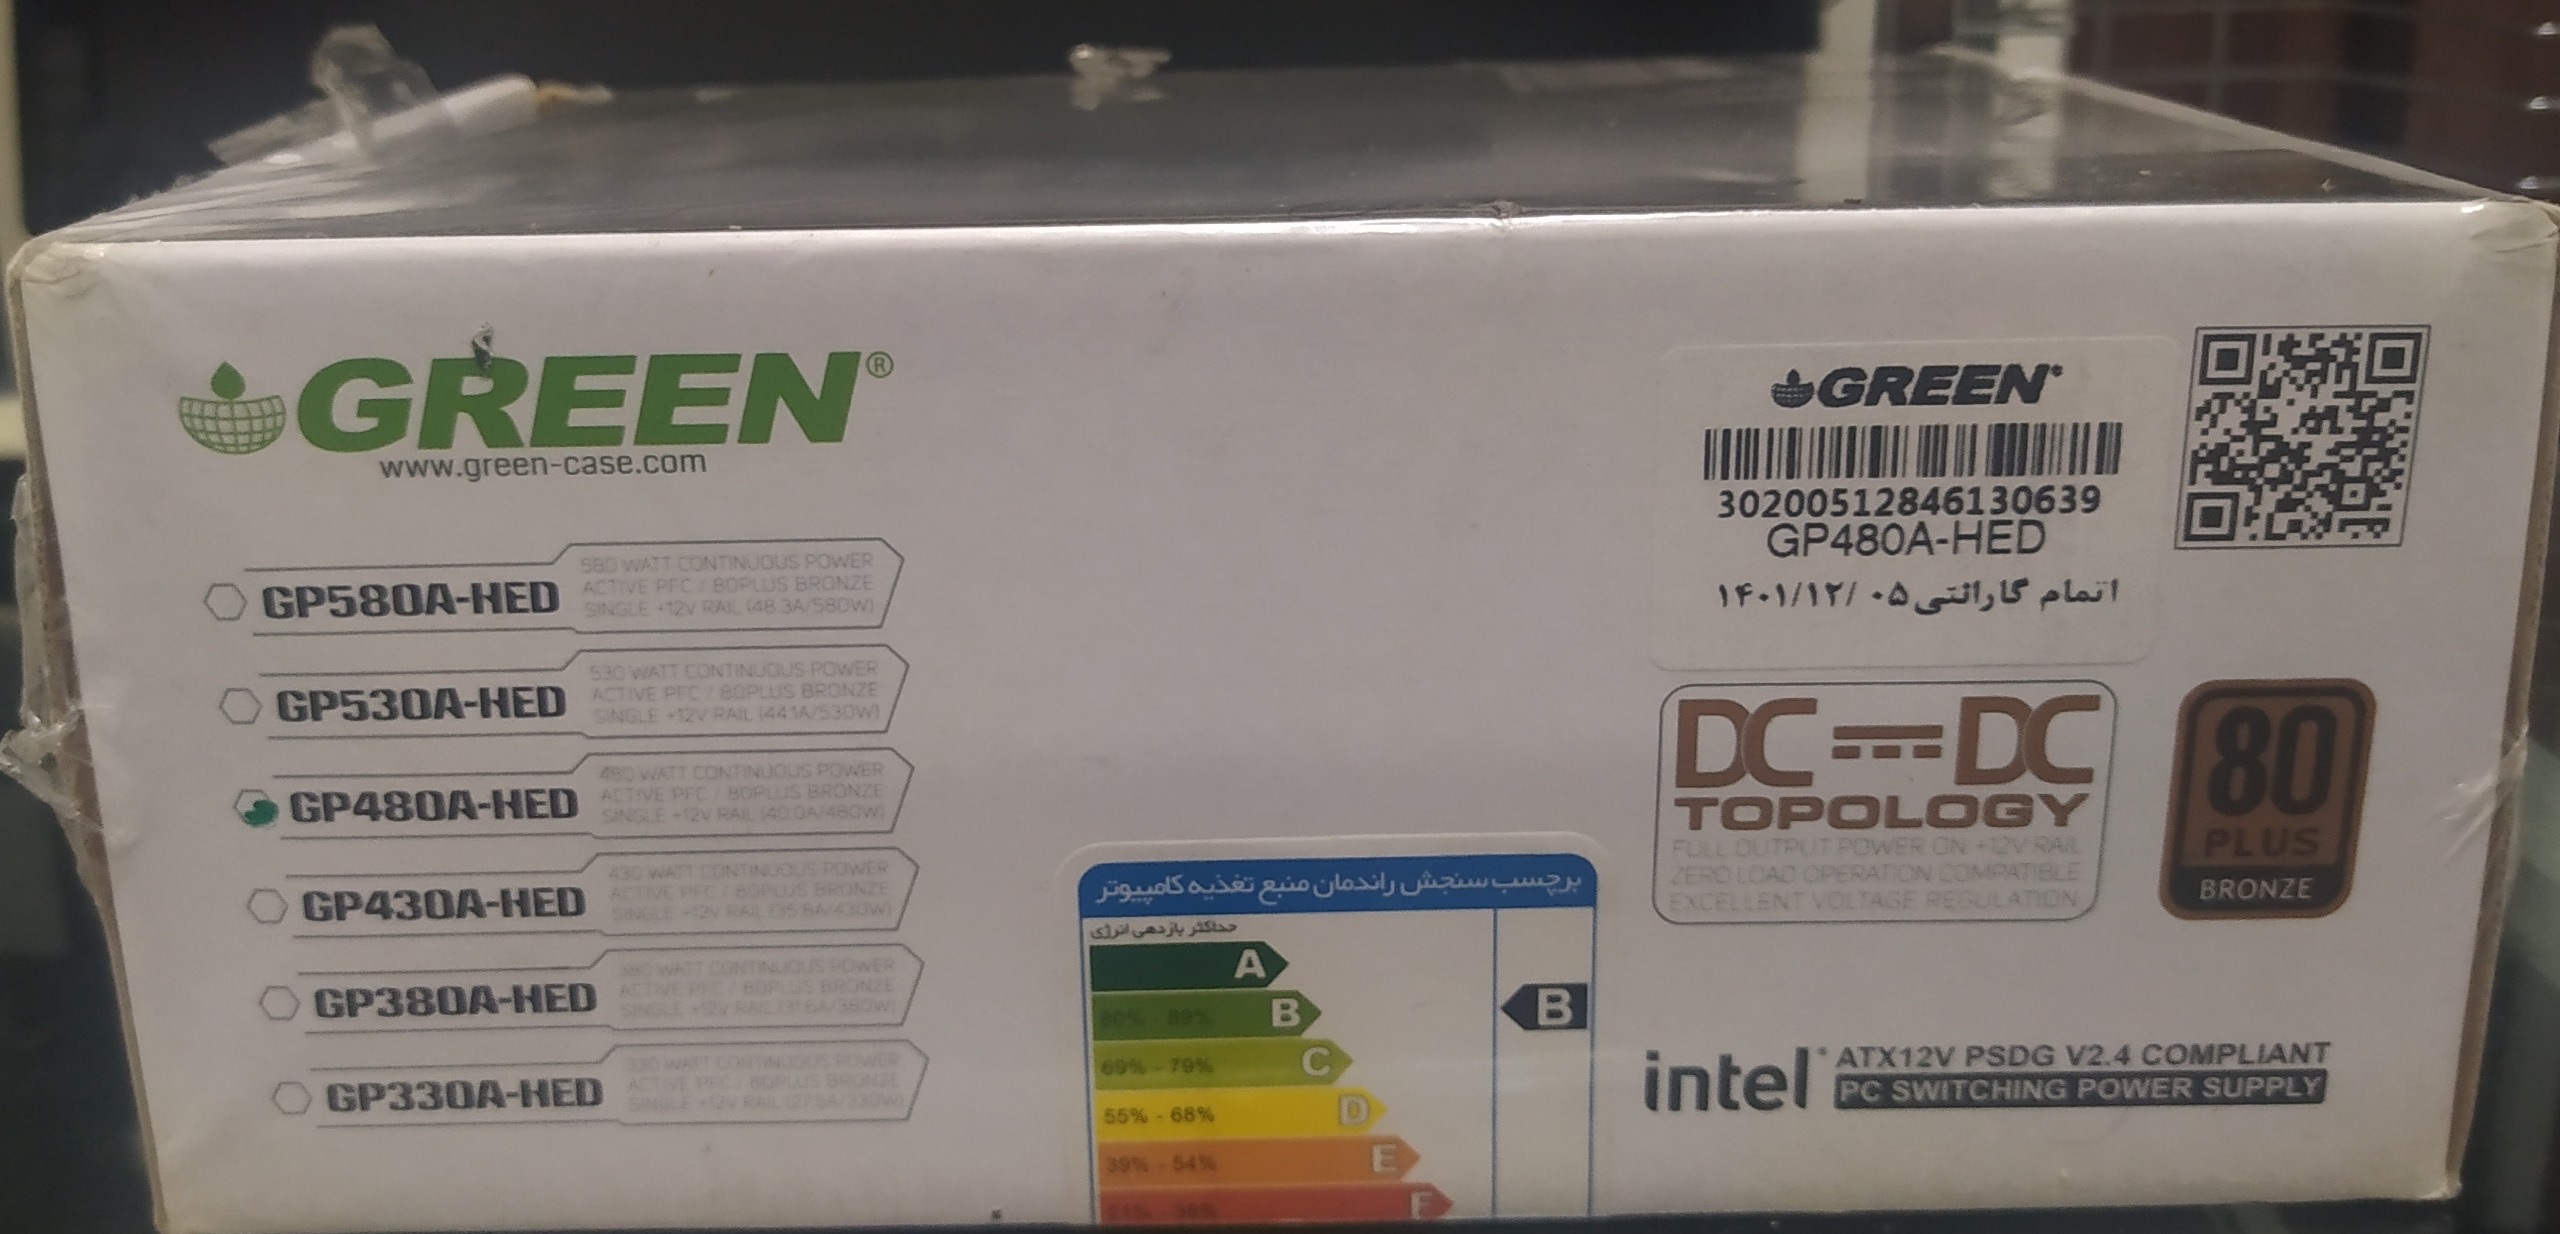 GREEN®
www.green-case.com
GP580A-HED
580 WATT CONTINUOUS POWER
ACTIVE PFC / 80PLUS BRONZE
SINGLE +12V RAIL (48.3A/580W)
GP530A-HED
530 WATT CONTINUOUS POWER
ACTIVE PFC / 80PLUS BRONZE
SINGLE +12V RAIL (44.1A/530W)
GP480A-HED
480 WATT CONTINUOUS POWER
ACTIVE PFC / 80PLUS BRONZE
SINGLE +12V RAIL (40.0A/480W)
GP430A-HED
430 WATT CONTINUOUS POWER
ACTIVE PFC / 80PLUS BRONZE
SINGLE +12V RAIL (35.8A/430W)
GP380A-HED
380 WATT CONTINUOUS POWER
ACTIVE PFC / 80PLUS BRONZE
SINGLE +12V RAIL (31.6A/380W)
GP330A-HED
330 WATT CONTINUOUS POWER
ACTIVE PFC / 80PLUS BRONZE
SINGLE +12V RAIL (27.5A/330W)
برچسب سنجش راندمان منبع تغذیه کامپیوتر
حداکثر بازدهی انرژی
A
80% - 89% B
B
69% - 79% C
55% - 68% D
39% - 54% E
21% - 38% F
GREEN®
30200512846130639
GP480A-HED
اتمام گارانتی ۱۴۰۱/۱۲/۰۵
DC DC
TOPOLOGY
FULL OUTPUT POWER ON +12V RAIL
ZERO LOAD OPERATION COMPATIBLE
EXCELLENT VOLTAGE REGULATION
80
PLUS
BRONZE
intel® ATX12V PSDG V2.4 COMPLIANT
PC SWITCHING POWER SUPPLY